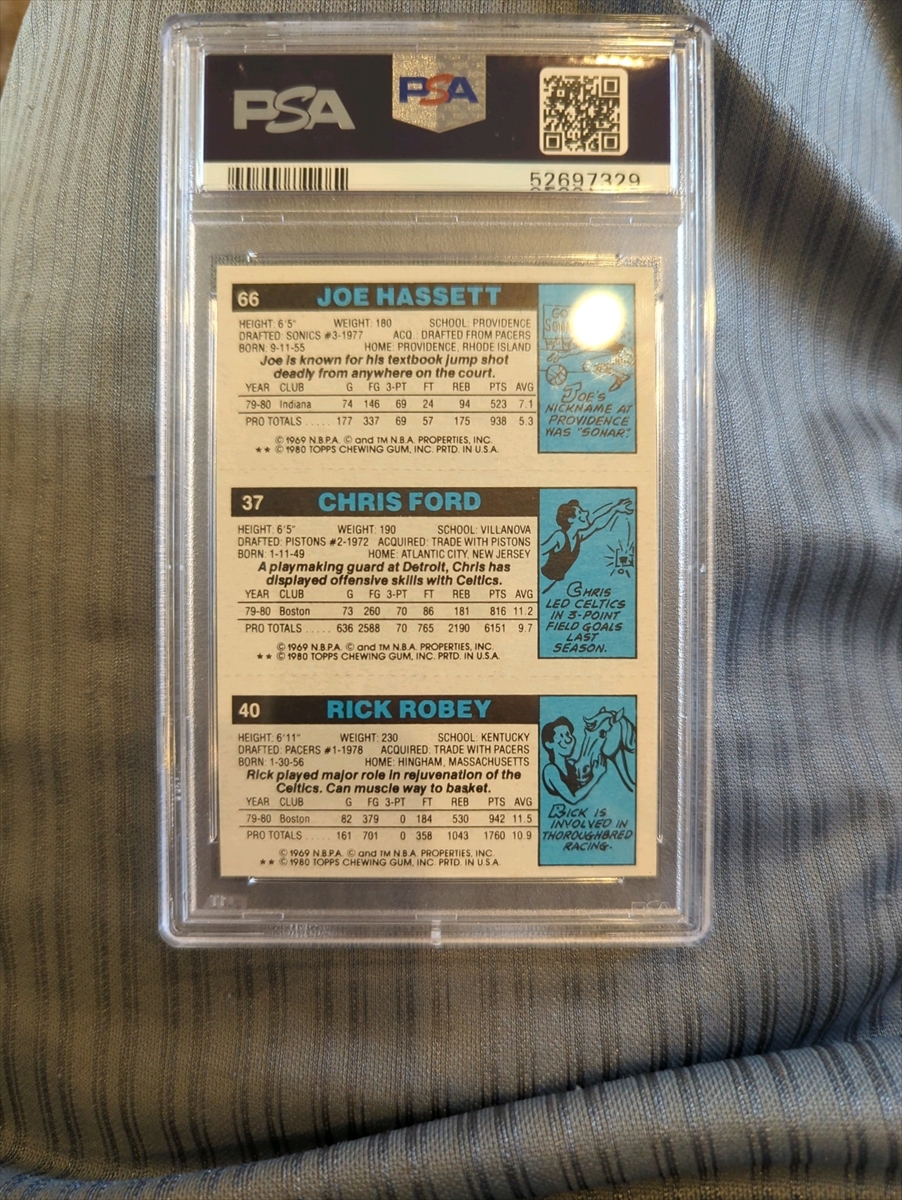 PSA
PSA
52697329
66 JOE HASSETT
HEIGHT: 6'5" WEIGHT: 180 SCHOOL: PROVIDENCE
DRAFTED: SONICS #3-1977 ACQ.: DRAFTED FROM PACERS
BORN: 9-11-55 HOME: PROVIDENCE, RHODE ISLAND
Joe is known for his textbook jump shot
deadly from anywhere on the court.
YEAR CLUB G FG 3-PT FT REB PTS AVG
79-80 Indiana 74 146 69 24 94 523 7.1
PRO TOTALS ..... 177 337 69 57 175 938 5.3
© 1969 N.B.P.A. © and TM N.B.A. PROPERTIES, INC.
** © 1980 TOPPS CHEWING GUM, INC. PRTD. IN U.S.A.
GO
JOE'S
NICKNAME AT
PROVIDENCE
WAS "SONAR".
37 CHRIS FORD
HEIGHT: 6'5" WEIGHT: 190 SCHOOL: VILLANOVA
DRAFTED: PISTONS #2-1972 ACQUIRED: TRADE WITH PISTONS
BORN: 1-11-49 HOME: ATLANTIC CITY, NEW JERSEY
A playmaking guard at Detroit, Chris has
displayed offensive skills with Celtics.
YEAR CLUB G FG 3-PT FT REB PTS AVG
79-80 Boston 73 260 70 86 181 816 11.2
PRO TOTALS .... 636 2588 70 765 2190 6151 9.7
© 1969 N.B.P.A. © and TM N.B.A. PROPERTIES, INC.
** © 1980 TOPPS CHEWING GUM, INC. PRTD. IN U.S.A.
CHRIS
LED CELTICS
IN 3-POINT
FIELD GOALS
LAST
SEASON.
40 RICK ROBEY
HEIGHT: 6'11" WEIGHT: 230 SCHOOL: KENTUCKY
DRAFTED: PACERS #1-1978 ACQUIRED: TRADE WITH PACERS
BORN: 1-30-56 HOME: HINGHAM, MASSACHUSETTS
Rick played major role in rejuvenation of the
Celtics. Can muscle way to basket.
YEAR CLUB G FG 3-PT FT REB PTS AVG
79-80 Boston 82 379 0 184 530 942 11.5
PRO TOTALS .... 161 701 0 358 1043 1760 10.9
© 1969 N.B.P.A. © and TM N.B.A. PROPERTIES, INC.
** © 1980 TOPPS CHEWING GUM, INC. PRTD. IN U.S.A.
RICK IS
INVOLVED IN
THOROUGHBRED
RACING.
PSA